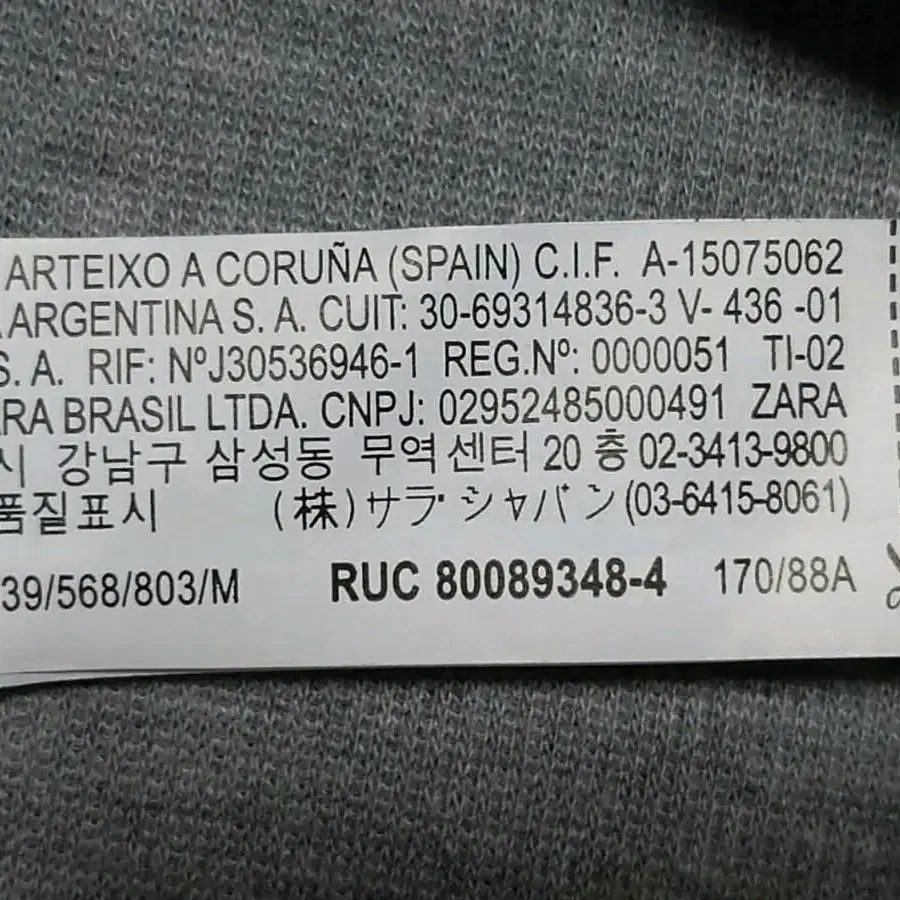 ARTEIXO A CORUÑA (SPAIN) C.I.F. A-15075062
ARGENTINA S. A. CUIT: 30-69314836-3 V- 436 -01
S. A. RIF: NºJ30536946-1 REG.Nº: 0000051 TI-02
RA BRASIL LTDA. CNPJ: 02952485000491 ZARA
시 강남구 삼성동 무역센터 20 층 02-3413-9800
품질표시 (株)サラ・シャバン(03-6415-8061)
39/568/803/M RUC 80089348-4 170/88A